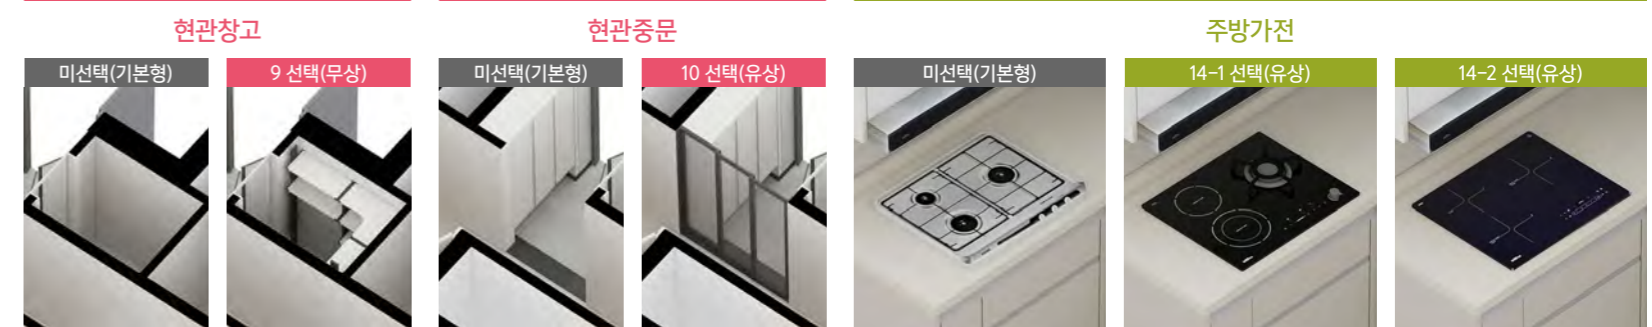 현관창고
현관중문
주방가전
미선택(기본형)
9 선택(무상)
미선택(기본형)
10 선택(유상)
미선택(기본형)
14-1 선택(유상)
14-2 선택(유상)